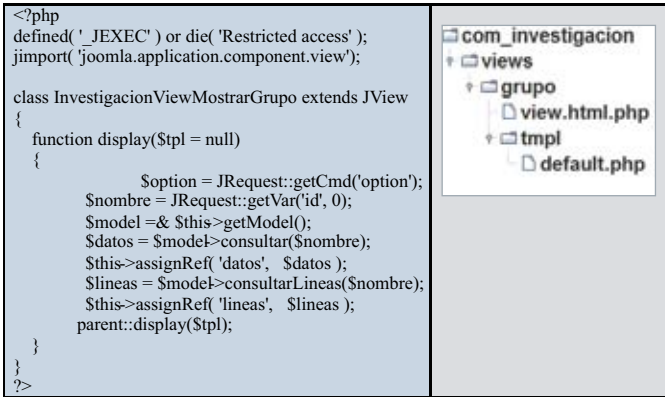 <?php
defined( '_JEXEC' ) or die( 'Restricted access' );
jimport( 'joomla.application.component.view');
class InvestigacionViewMostrarGrupo extends JView
{
function display($tpl = null)
{
$option = JRequest::getCmd('option');
$nombre = JRequest::getVar('id', 0);
$model =& $this->getModel();
$datos = $model->consultar($nombre);
$this->assignRef( 'datos', $datos );
$lineas = $model->consultarLineas($nombre);
$this->assignRef( 'lineas', $lineas );
parent::display($tpl);
}
}
?>
com_investigacion
views
grupo
view.html.php
tmpl
default.php